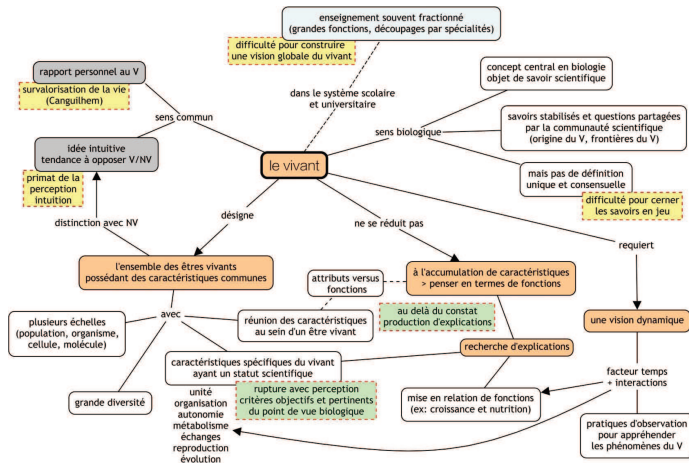 enseignement souvent fractionné
(grandes fonctions, découpages par spécialités)
difficulté pour construire
une vision globale du vivant
rapport personnel au V
survalorisation de la vie
(Canguilhem)
sens commun
dans le système scolaire
et universitaire
concept central en biologie
objet de savoir scientifique
sens biologique
savoirs stabilisés et questions partagées
par la communauté scientifique
(origine du V, frontières du V)
idée intuitive
tendance à opposer V/NV
primat de la
perception
intuition
le vivant
mais pas de définition
unique et consensuelle
difficulté pour cerner
les savoirs en jeu
distinction avec NV
désigne
ne se réduit pas
requiert
l'ensemble des êtres vivants
possédant des caractéristiques communes
attributs versus
fonctions
à l'accumulation de caractéristiques
> penser en termes de fonctions
au delà du constat
production d'explications
une vision dynamique
plusieurs échelles
(population, organisme,
cellule, molécule)
avec
réunion des caractéristiques
au sein d'un être vivant
recherche d'explications
caractéristiques spécifiques du vivant
ayant un statut scientifique
rupture avec perception
critères objectifs et pertinents
du point de vue biologique
grande diversité
unité
organisation
autonomie
métabolisme
échanges
reproduction
évolution
mise en relation de fonctions
(ex: croissance et nutrition)
facteur temps
+ interactions
pratiques d'observation
pour appréhender
les phénomènes du V